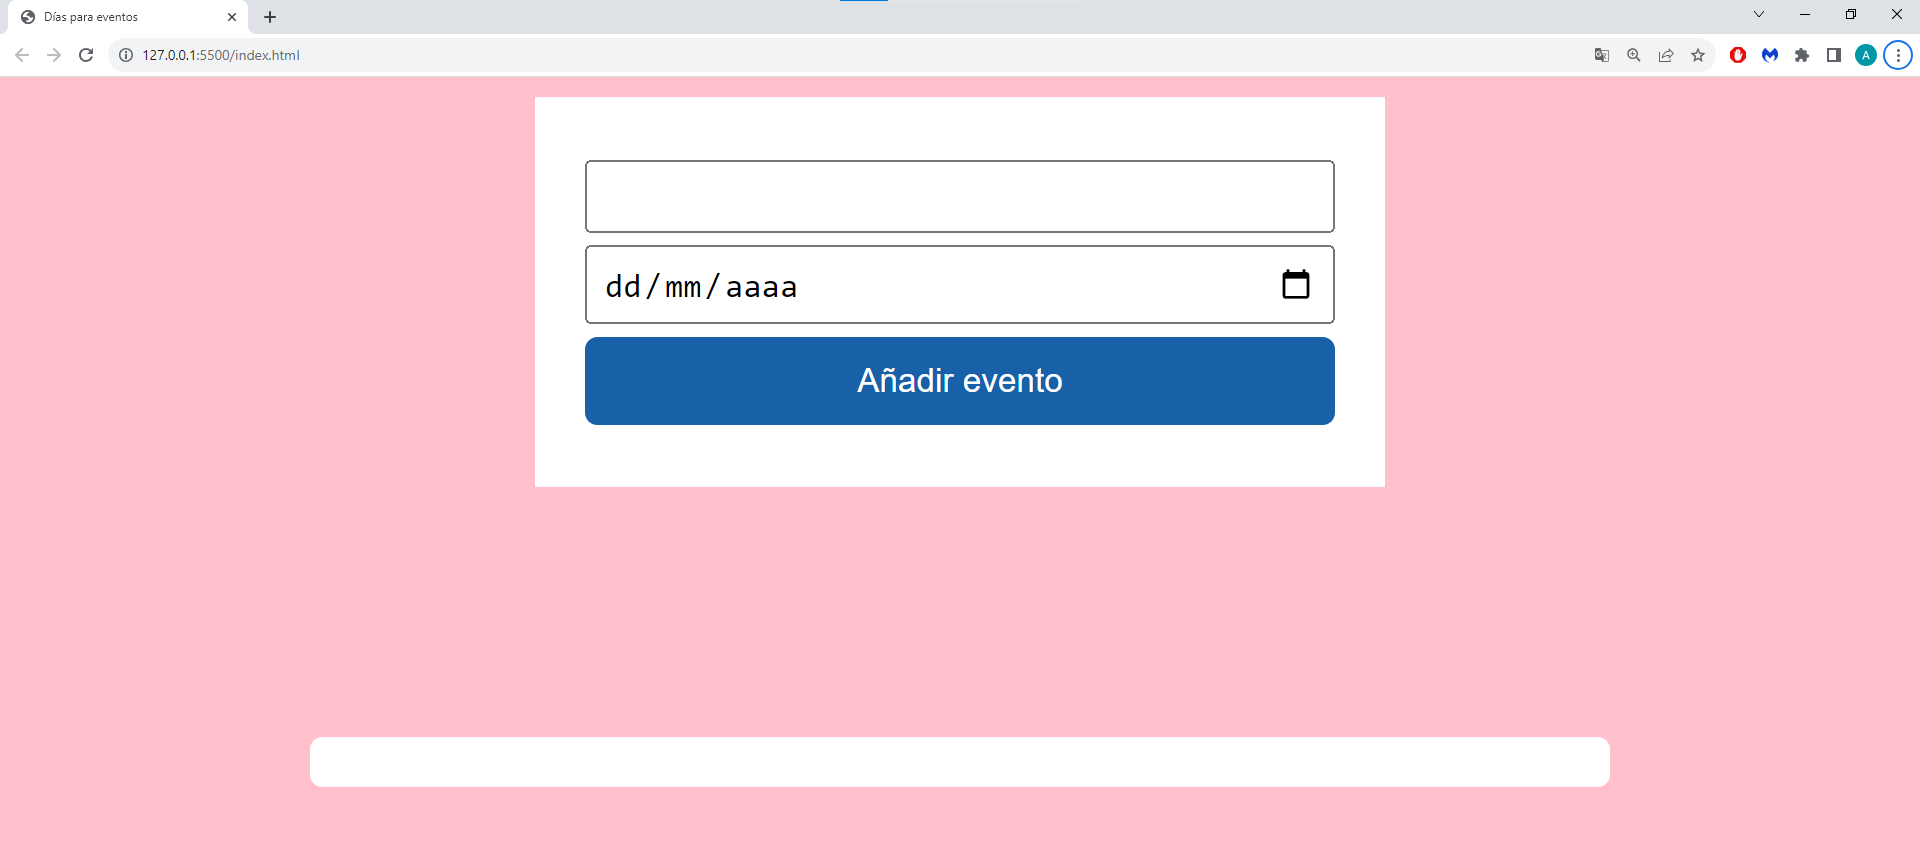 Días para eventos
127.0.0.1:5500/index.html
A
dd/mm/aaaa
Añadir evento